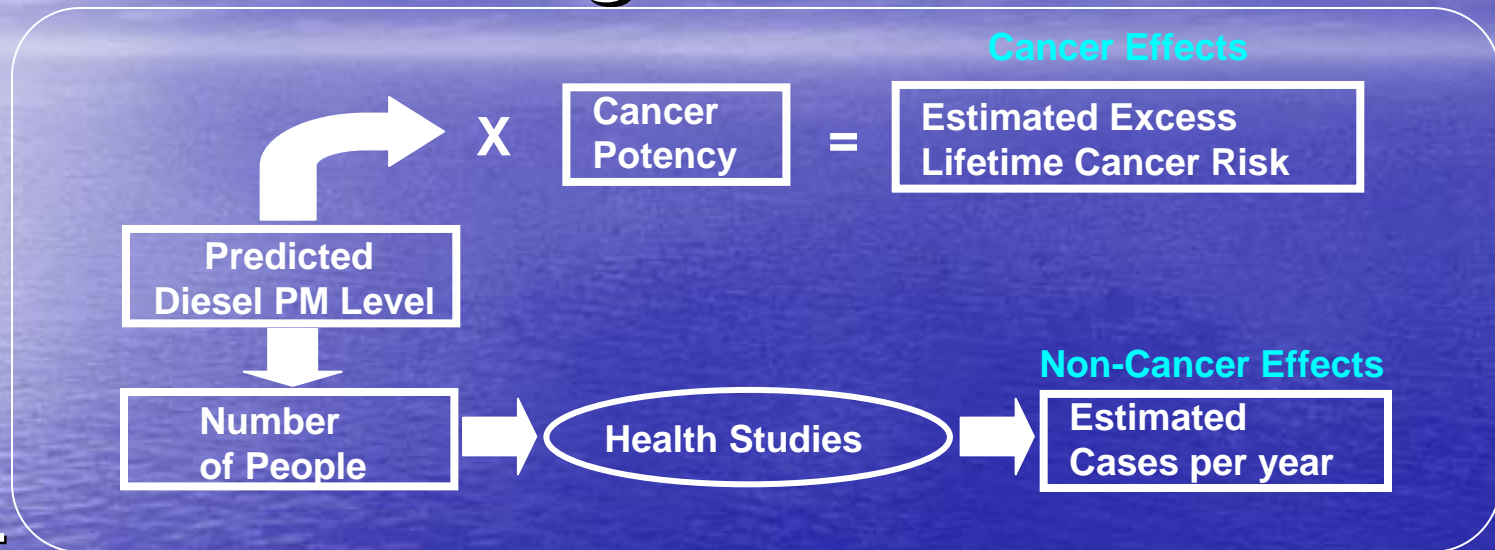 Cancer Effects
X
Cancer
Potency
=
Estimated Excess
Lifetime Cancer Risk
Predicted
Diesel PM Level
Number
of People
Health Studies
Non-Cancer Effects
Estimated
Cases per year